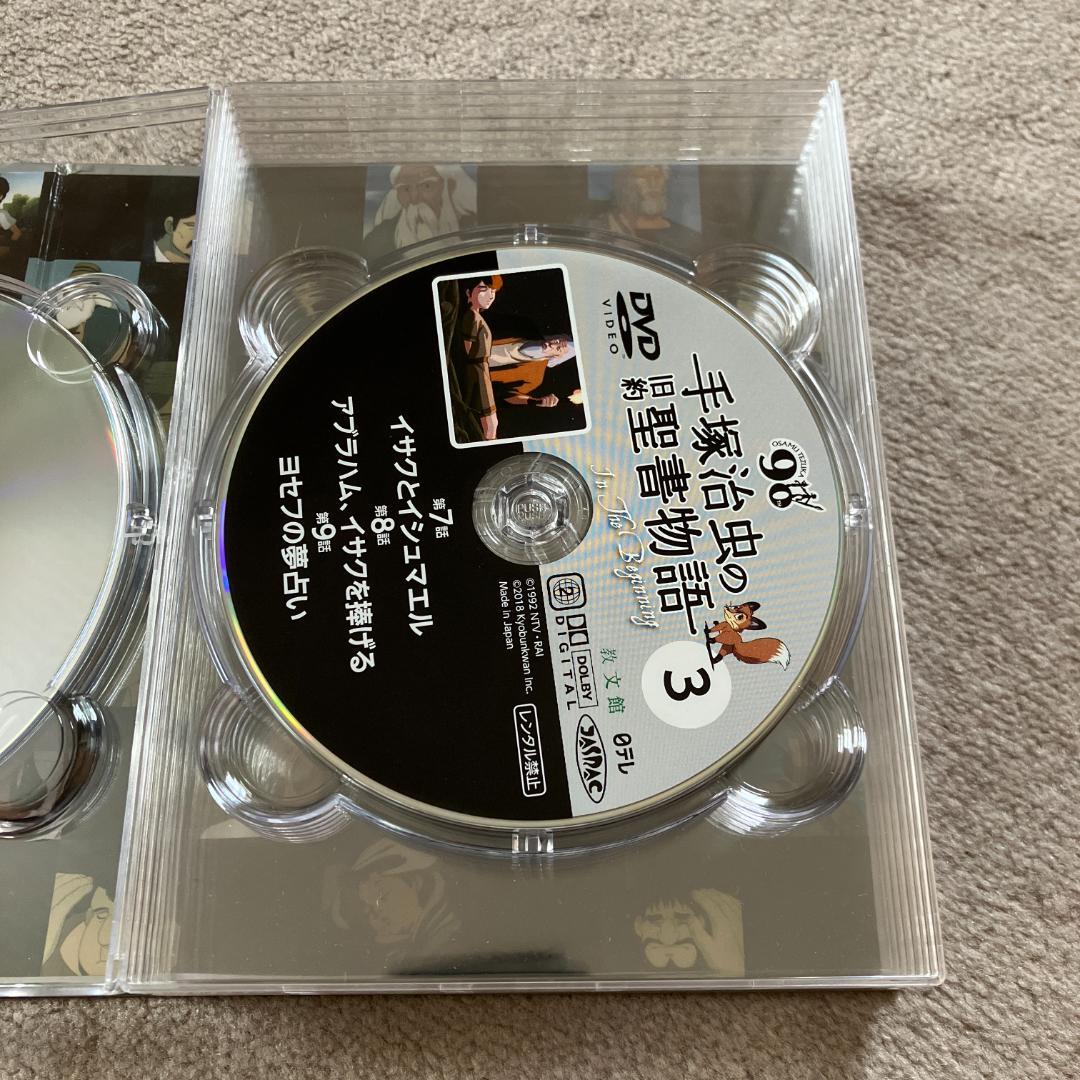 OSAMU TEZUKA
90th
DVD
VIDEO
手塚治虫の
旧約聖書物語
In The Beginning
3
第7話
イサクとイシュマエル
第8話
アブラハム、イサクを捧げる
第9話
ヨセフの夢占い
PUSH
2
DOLBY
DIGITAL
教文館
日テレ
JASRAC
©1992 NTV・RAI
©2018 Kyobunkwan Inc.
Made in Japan
レンタル禁止